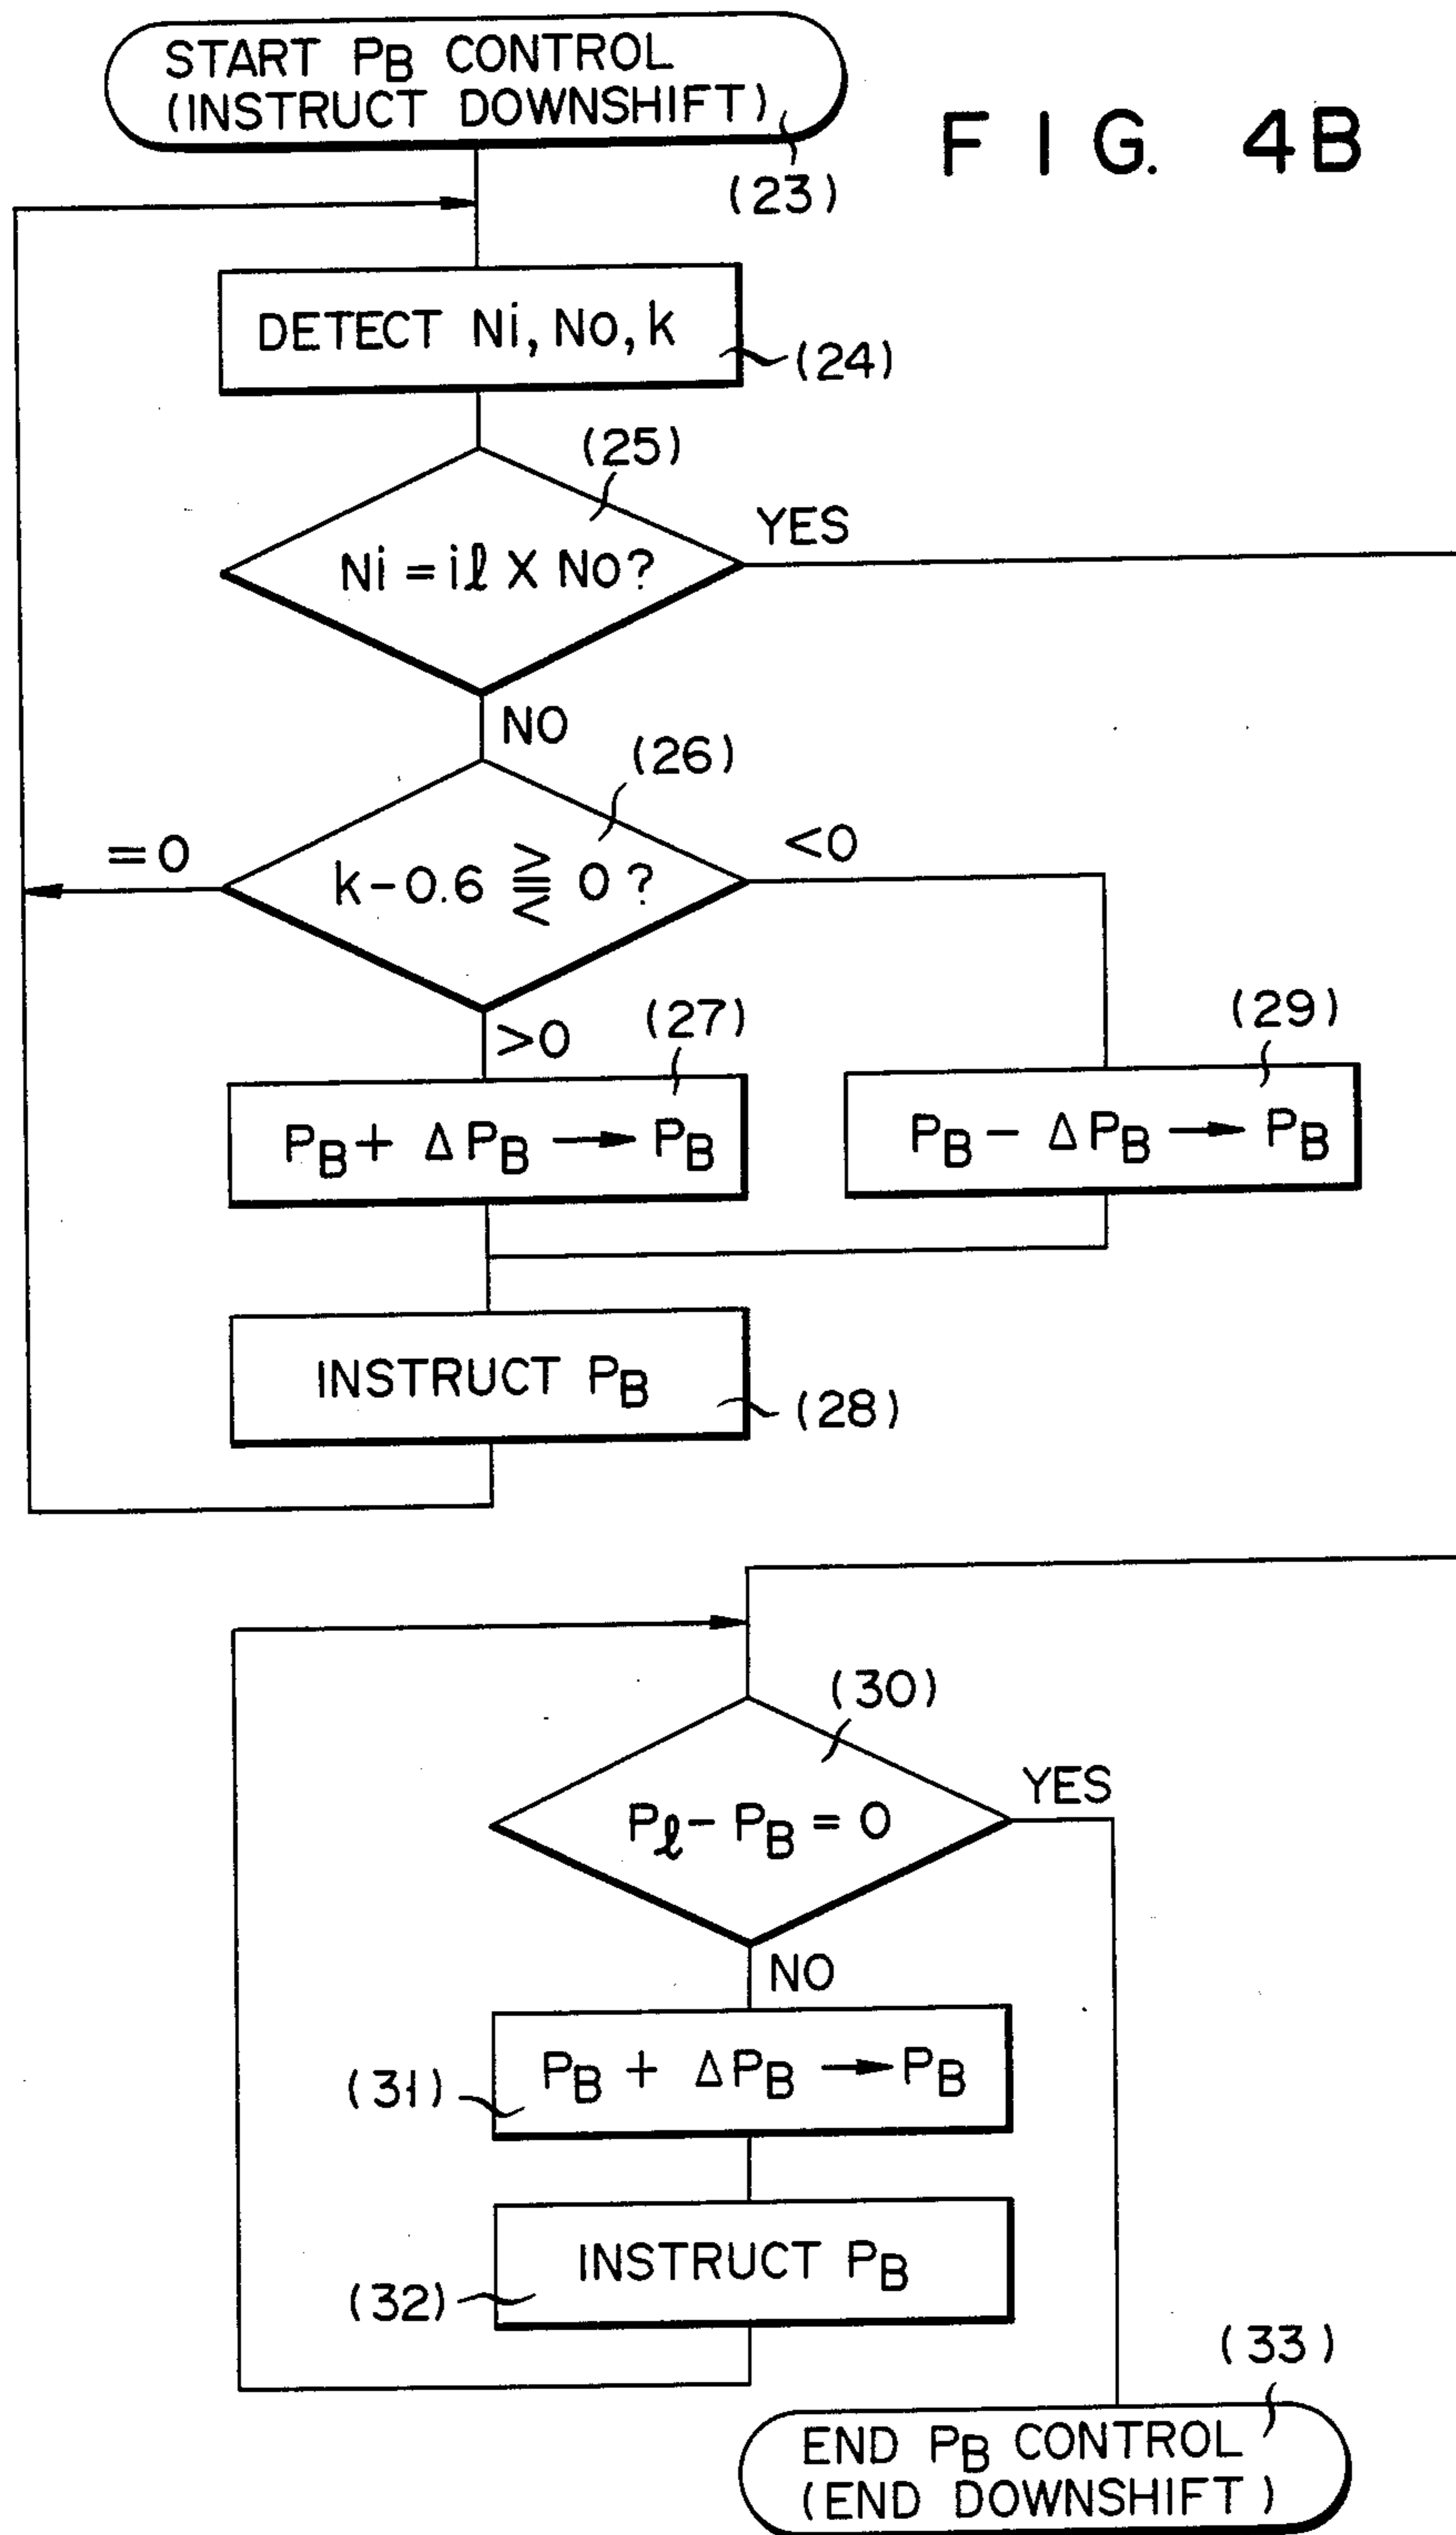 START PB CONTROL
(INSTRUCT DOWNSHIFT)
(23)
FIG. 4B
DETECT Ni, No, k
(24)
(25)
Ni = iℓ X No?
YES
NO
(26)
k-0.6 ⪌ 0?
=0
<0
>0
(27)
PB + ΔPB → PB
(29)
PB - ΔPB → PB
INSTRUCT PB
(28)
(30)
Pℓ - PB = 0
YES
NO
(31)
PB + ΔPB → PB
INSTRUCT PB
(32)
(33)
END PB CONTROL
(END DOWNSHIFT)